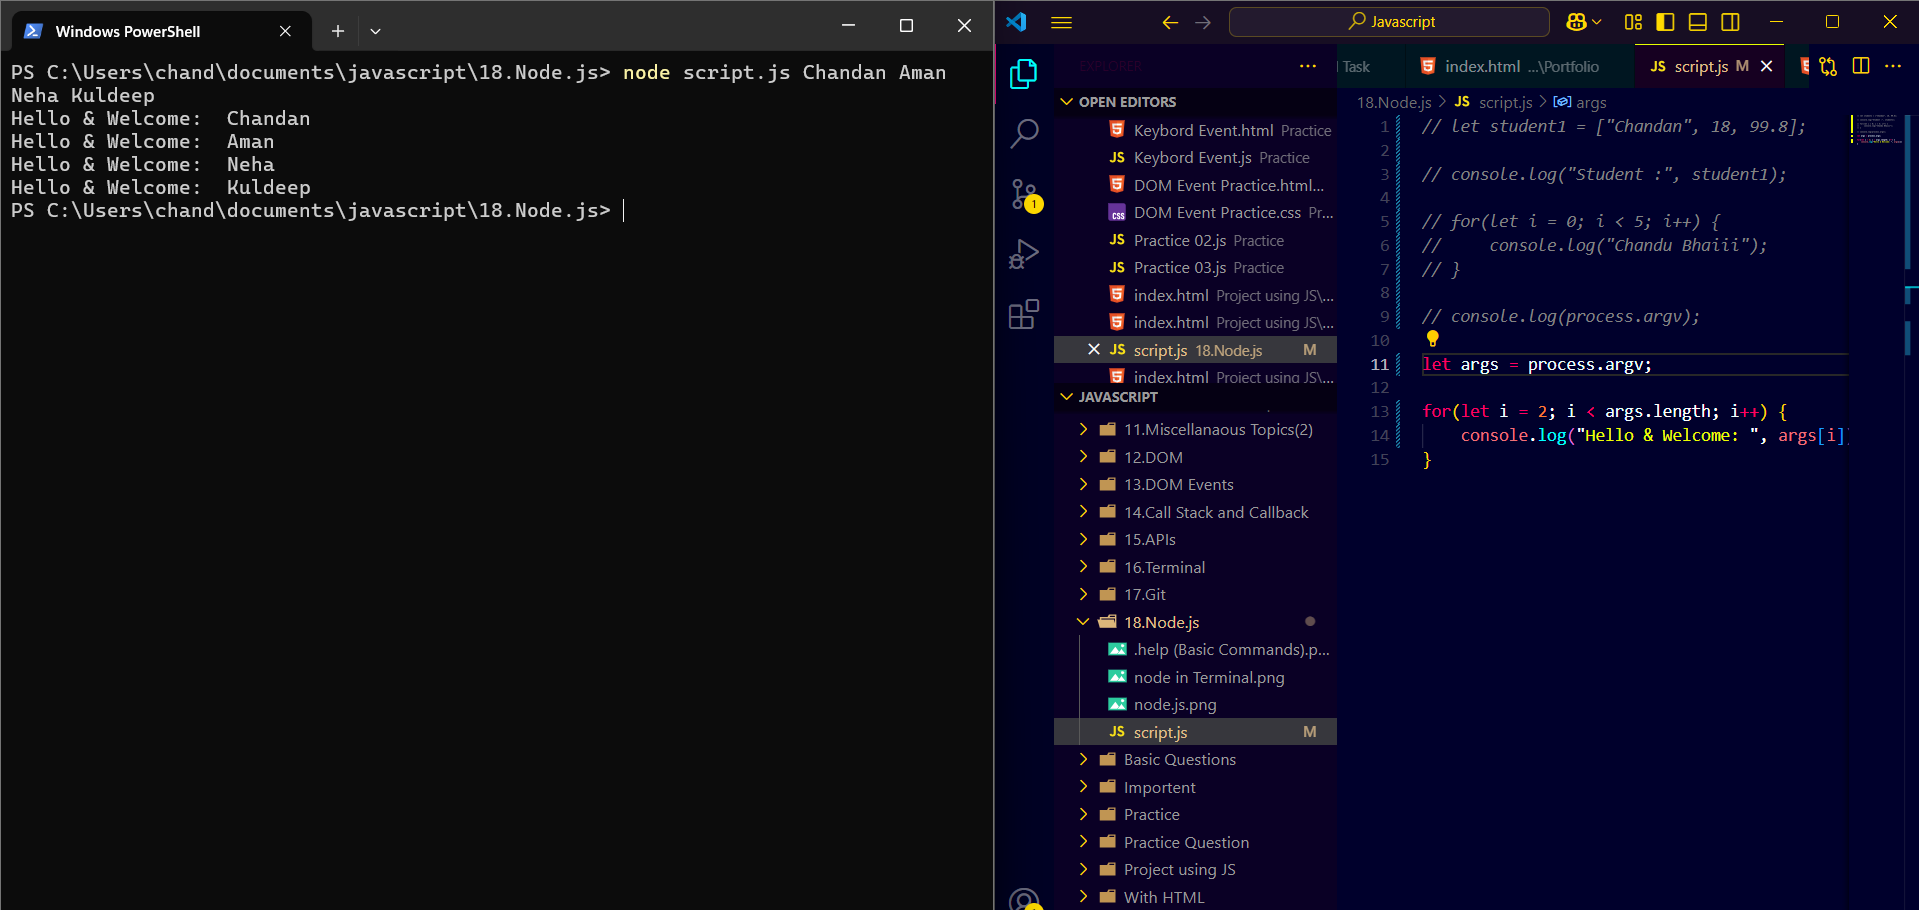 Windows PowerShell
PS C:\Users\chand\documents\javascript\18.Node.js> node script.js Chandan Aman
Neha Kuldeep
Hello & Welcome:  Chandan
Hello & Welcome:  Aman
Hello & Welcome:  Neha
Hello & Welcome:  Kuldeep
PS C:\Users\chand\documents\javascript\18.Node.js>
Javascript
EXPLORER
OPEN EDITORS
Keybord Event.html Practice
JS Keybord Event.js Practice
DOM Event Practice.html...
css DOM Event Practice.css Pr...
JS Practice 02.js Practice
JS Practice 03.js Practice
index.html Project using JS\...
index.html Project using JS\...
JS script.js 18.Node.js M
index.html Project using JS\...
JAVASCRIPT
11.Miscellanaous Topics(2)
12.DOM
13.DOM Events
14.Call Stack and Callback
15.APIs
16.Terminal
17.Git
18.Node.js
.help (Basic Commands).p...
node in Terminal.png
node.js.png
JS script.js M
Basic Questions
Importent
Practice
Practice Question
Project using JS
With HTML
1
Task
index.html ...\Portfolio
JS script.js M
18.Node.js > JS script.js > args
1 // let student1 = ["Chandan", 18, 99.8];
2
3 // console.log("Student :", student1);
4
5 // for(let i = 0; i < 5; i++) {
6 //     console.log("Chandu Bhaiii");
7 // }
8
9 // console.log(process.argv);
10
11 let args = process.argv;
12
13 for(let i = 2; i < args.length; i++) {
14     console.log("Hello & Welcome: ", args[i])
15 }